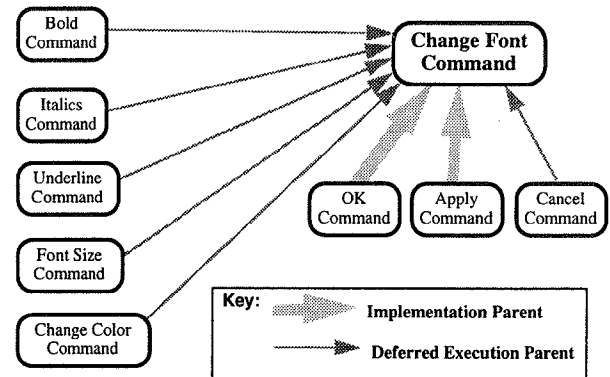 Bold
Command
Change Font
Command
Italics
Command
Underline
Command
OK
Command
Apply
Command
Cancel
Command
Font Size
Command
Change Color
Command
Key:
Implementation Parent
Deferred Execution Parent